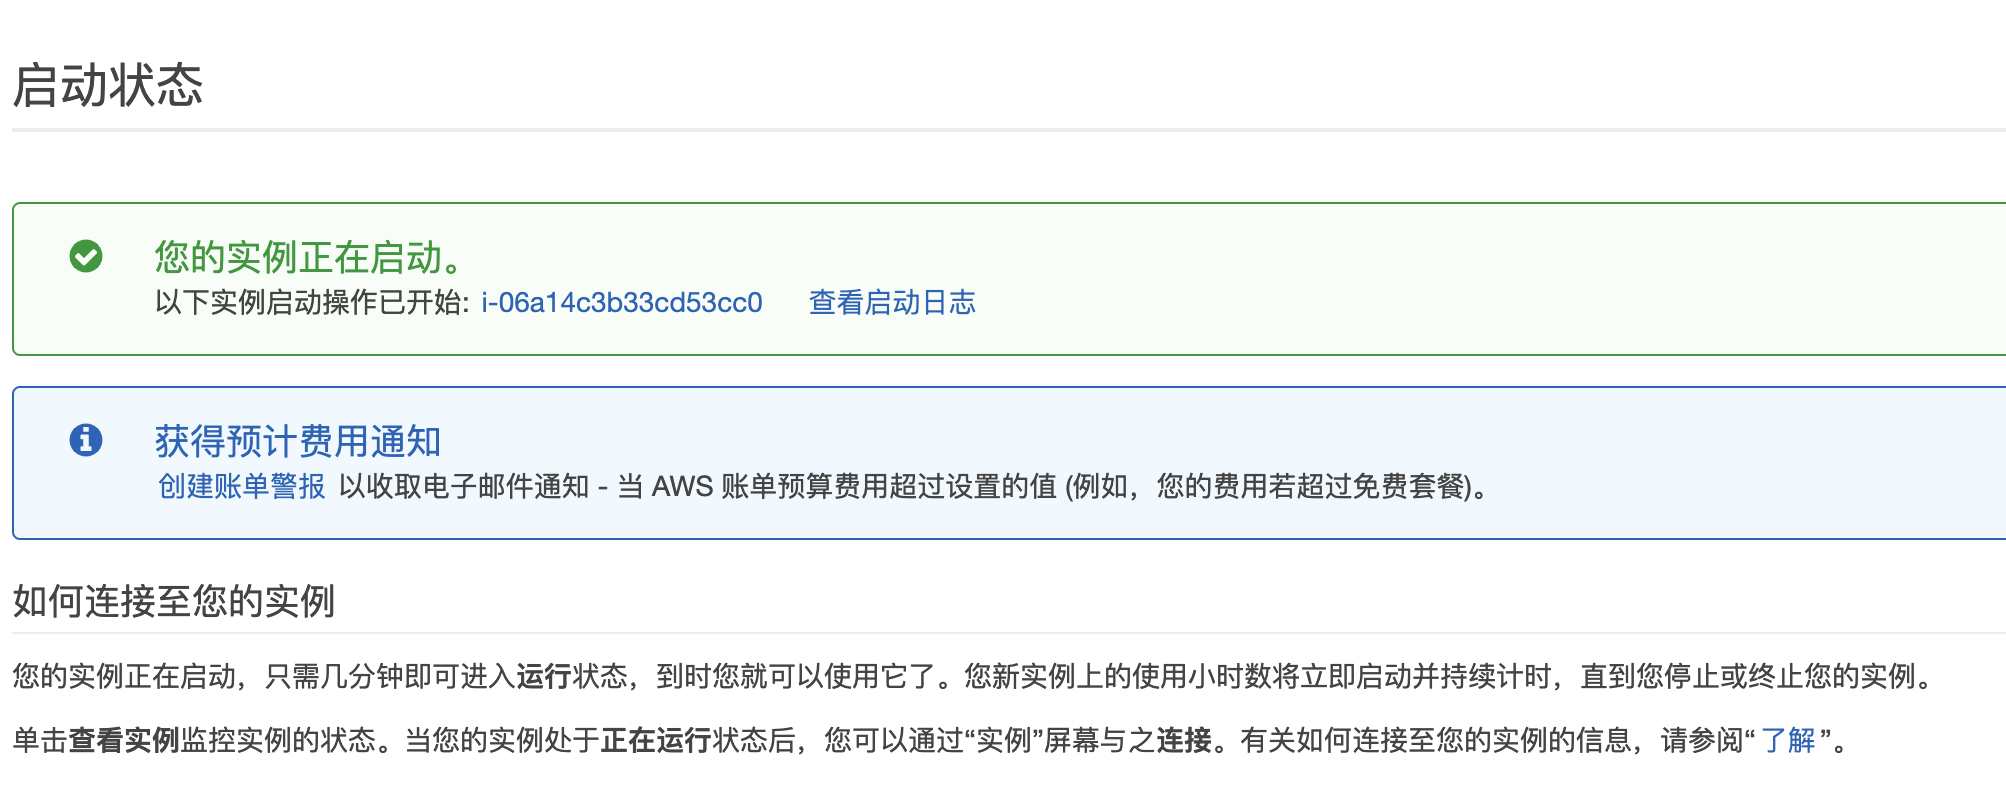 启动状态
您的实例正在启动。
以下实例启动操作已开始: i-06a14c3b33cd53cc0 查看启动日志
获得预计费用通知
创建账单警报 以收取电子邮件通知 - 当 AWS 账单预算费用超过设置的值 (例如，您的费用若超过免费套餐)。
如何连接至您的实例
您的实例正在启动，只需几分钟即可进入运行状态，到时您就可以使用它了。您新实例上的使用小时数将立即启动并持续计时，直到您停止或终止您的实例。
单击查看实例监控实例的状态。当您的实例处于正在运行状态后，您可以通过“实例”屏幕与之连接。有关如何连接至您的实例的信息，请参阅“了解”。